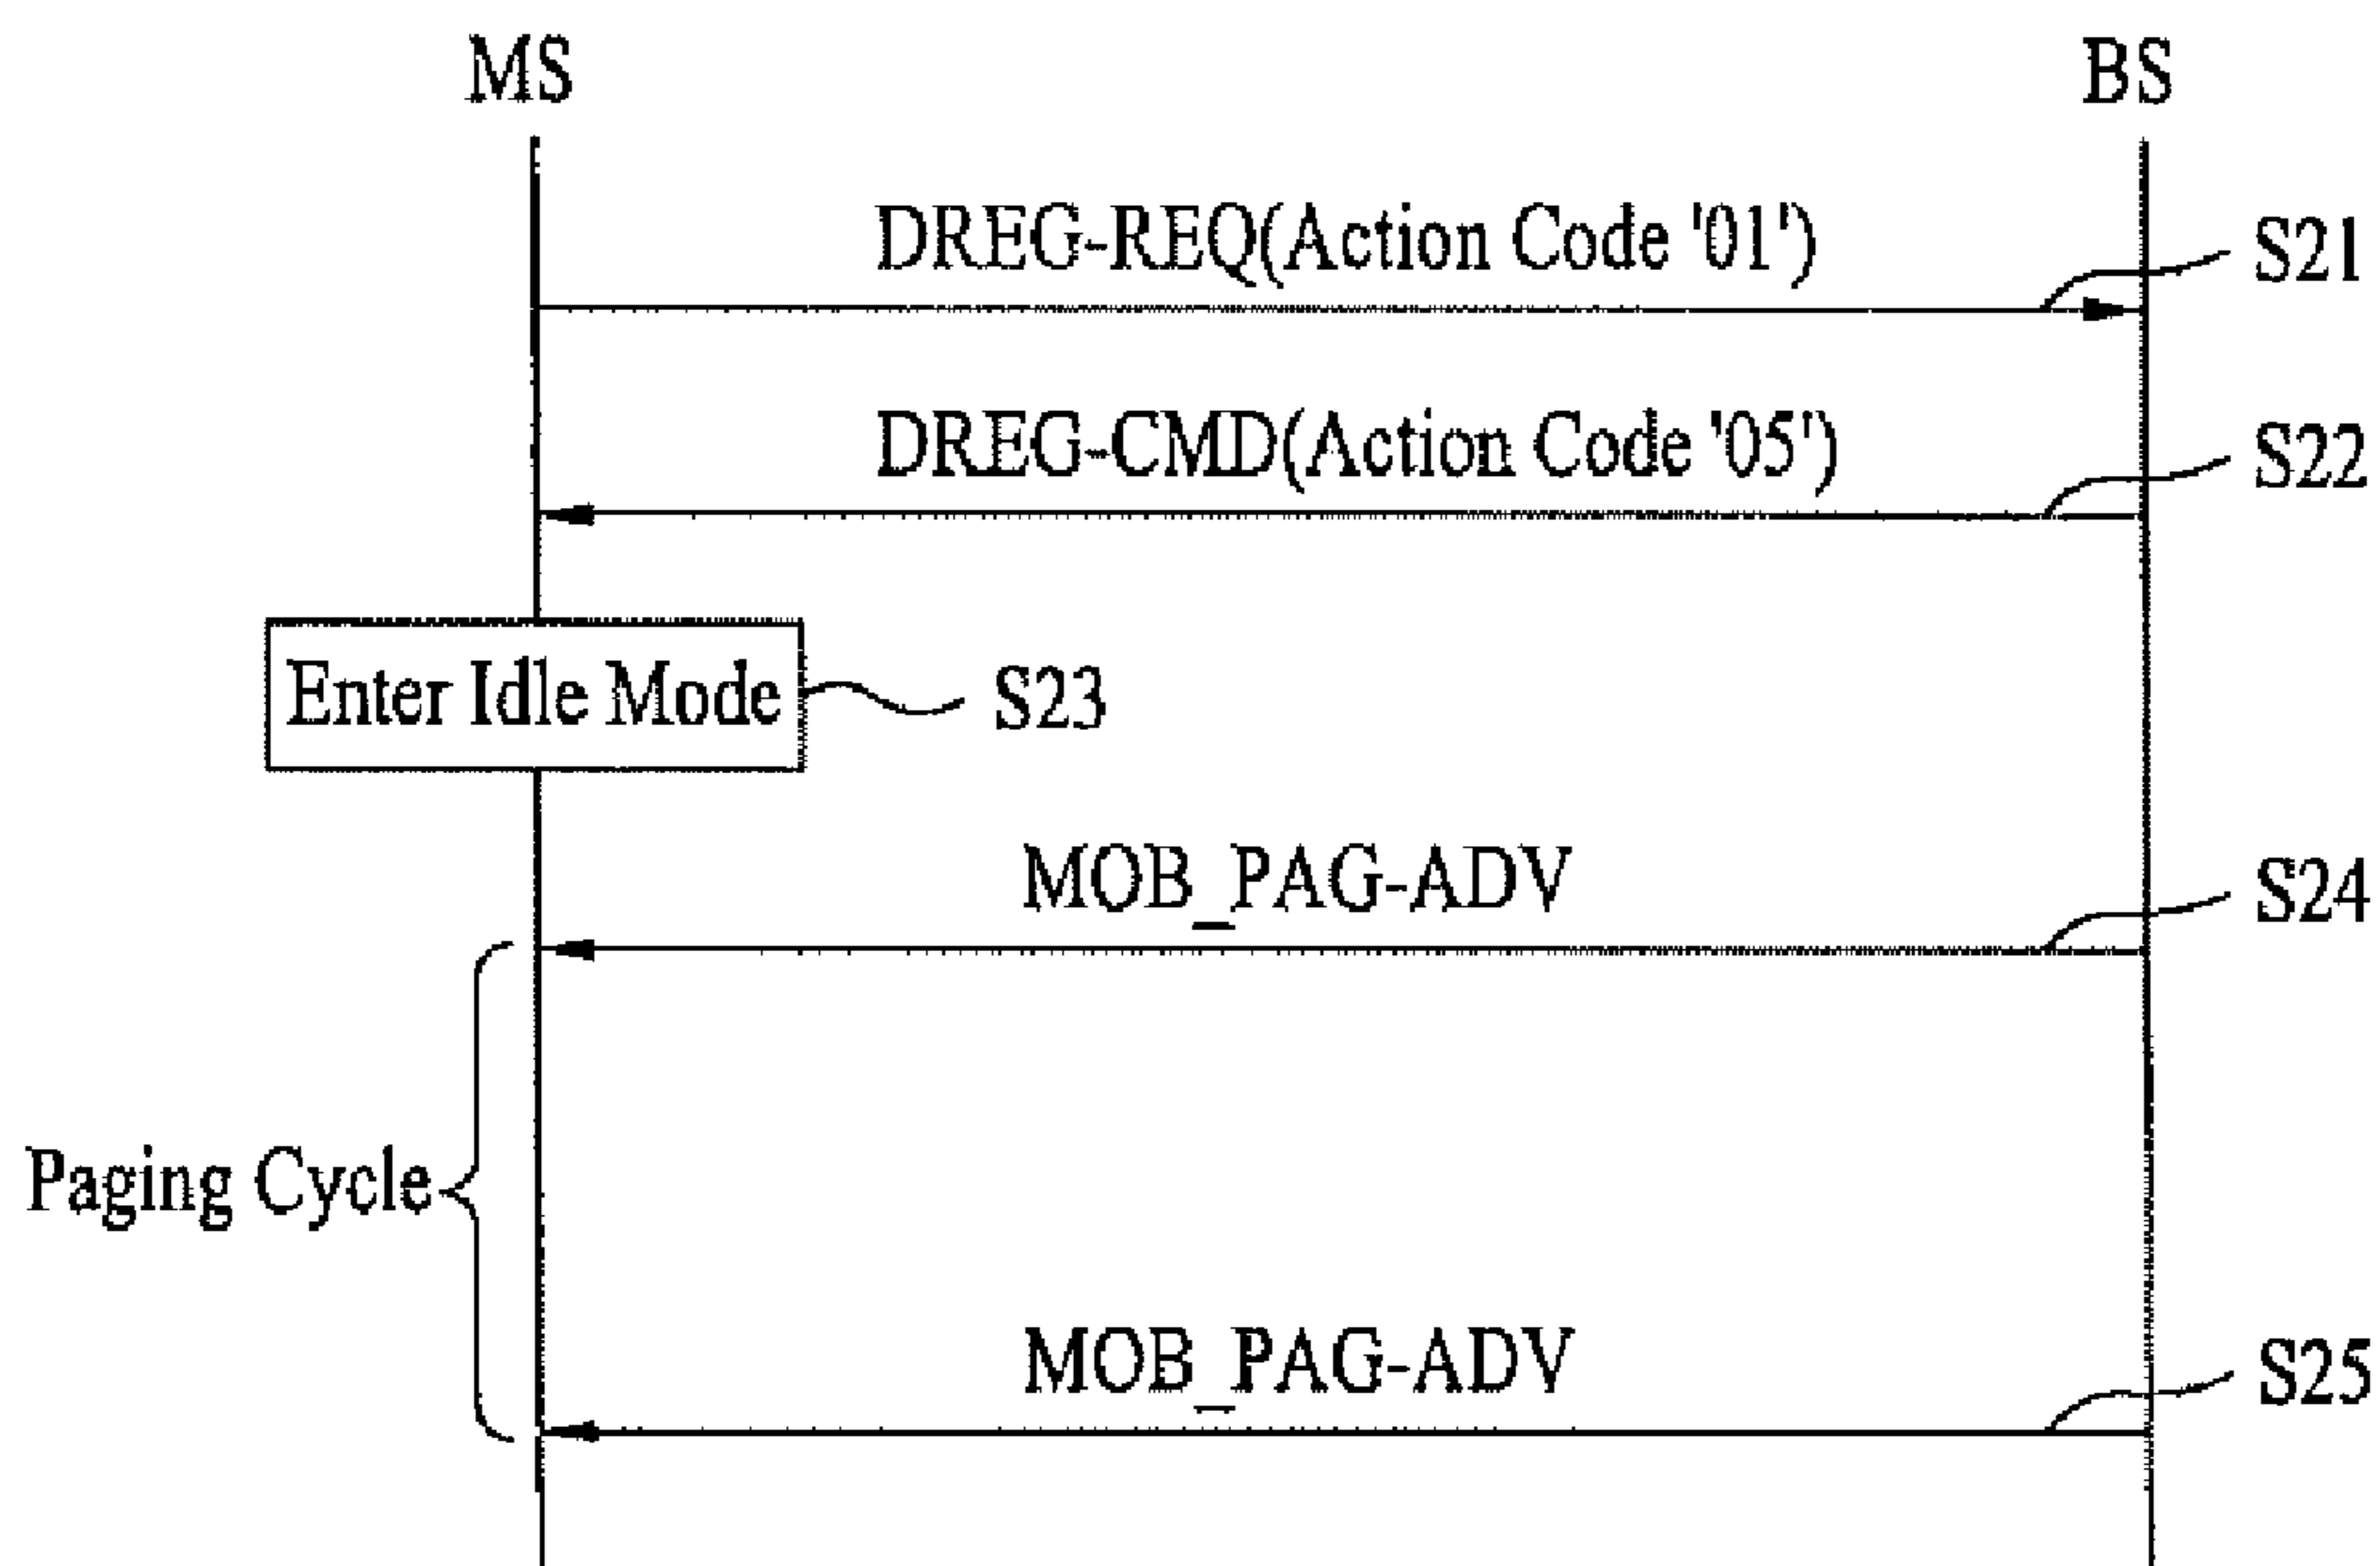 MS
BS
DREG-REQ(Action Code '01')
S21
DREG-CMD(Action Code '05')
S22
Enter Idle Mode
S23
MOB_PAG-ADV
S24
Paging Cycle
MOB_PAG-ADV
S25